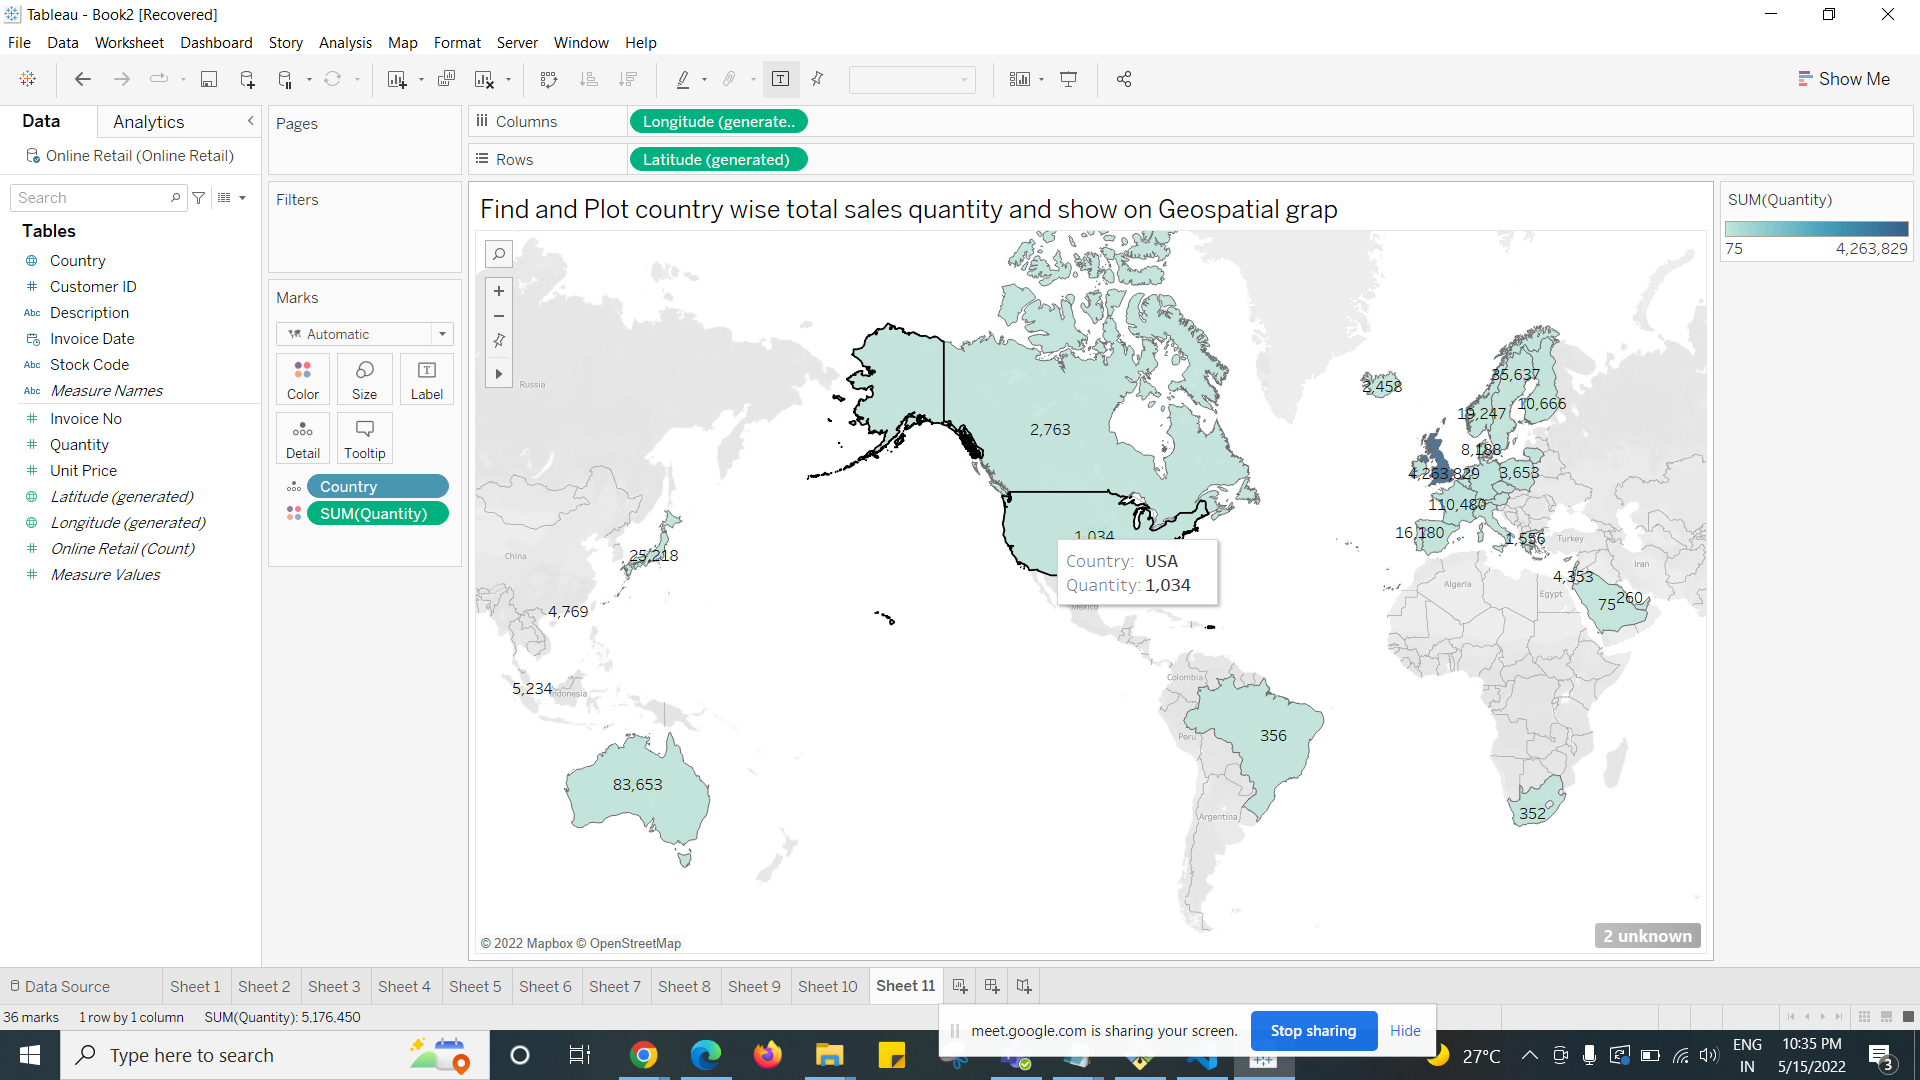 Tableau - Book2 [Recovered]
File Data Worksheet Dashboard Story Analysis Map Format Server Window Help
Show Me
Data Analytics
Online Retail (Online Retail)
Search
Tables
Country
Customer ID
Abc Description
Invoice Date
Abc Stock Code
Abc Measure Names
Invoice No
Quantity
Unit Price
Latitude (generated)
Longitude (generated)
Online Retail (Count)
Measure Values
Pages
Filters
Marks
Automatic
Color Size Label
Detail Tooltip
Country
SUM(Quantity)
Columns Longitude (generate..
Rows Latitude (generated)
Find and Plot country wise total sales quantity and show on Geospatial grap
Russia
China
25,218
4,769
5,234
Indonesia
83,653
2,763
1,034
Country: USA
Quantity: 1,034
Mexico
Colombia
Peru
356
Argentina
2,458
35,637
19,247
10,666
8,188
4,263,829
3,653
110,480
16,180
1,556
Turkey
Iran
4,353
Algeria
Egypt
75
260
352
© 2022 Mapbox © OpenStreetMap
2 unknown
SUM(Quantity)
75 4,263,829
Data Source Sheet 1 Sheet 2 Sheet 3 Sheet 4 Sheet 5 Sheet 6 Sheet 7 Sheet 8 Sheet 9 Sheet 10 Sheet 11
36 marks 1 row by 1 column SUM(Quantity): 5,176,450
meet.google.com is sharing your screen. Stop sharing Hide
Type here to search
27°C
ENG
IN
10:35 PM
5/15/2022
3